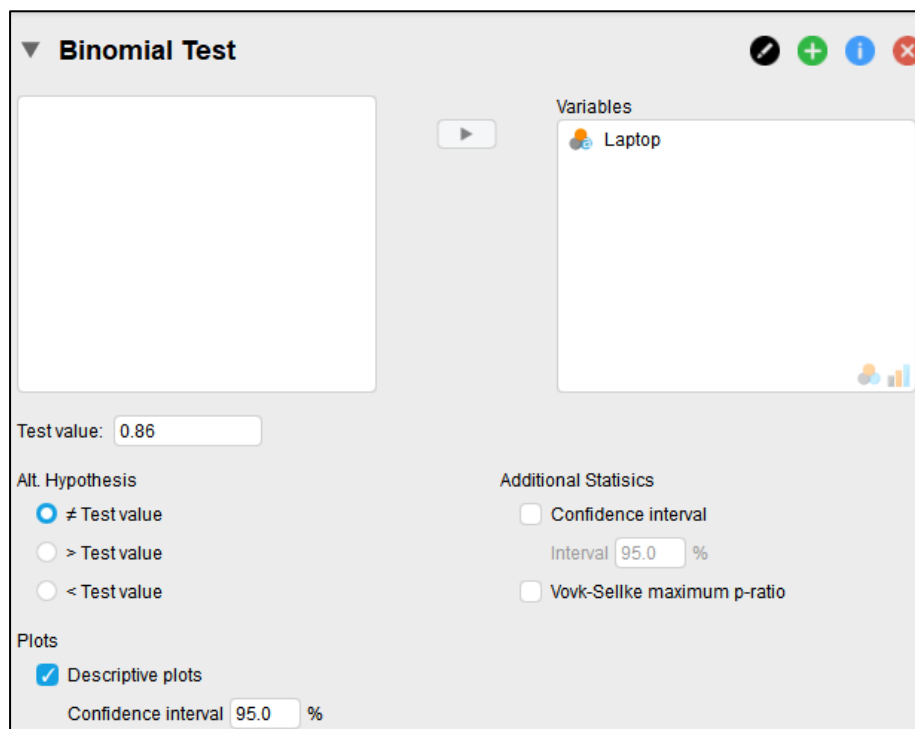 Binomial Test
Variables
Laptop
Test value: 0.86
Alt. Hypothesis
≠ Test value
> Test value
< Test value
Additional Statisics
Confidence interval
Interval 95.0 %
Vovk-Sellke maximum p-ratio
Plots
Descriptive plots
Confidence interval 95.0 %